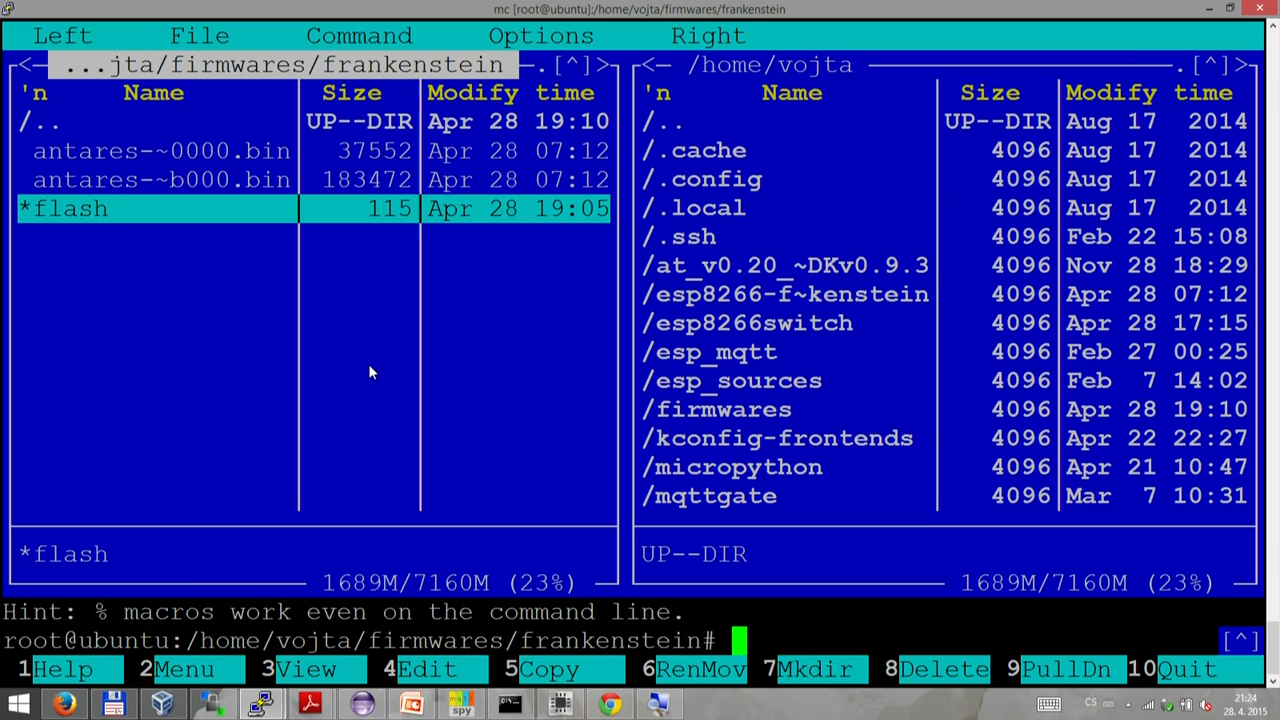 mc [root@ubuntu]:/home/vojta/firmwares/frankenstein
Left File Command Options Right
<─ ...jta/firmwares/frankenstein ─.[^]>
'n Name Size Modify time
/.. UP--DIR Apr 28 19:10
antares-~0000.bin 37552 Apr 28 07:12
antares-~b000.bin 183472 Apr 28 07:12
*flash 115 Apr 28 19:05
*flash
1689M/7160M (23%)
<─ /home/vojta ─.[^]>
'n Name Size Modify time
/.. UP--DIR Aug 17 2014
/.cache 4096 Aug 17 2014
/.config 4096 Aug 17 2014
/.local 4096 Aug 17 2014
/.ssh 4096 Feb 22 15:08
/at_v0.20_~DKv0.9.3 4096 Nov 28 18:29
/esp8266-f~kenstein 4096 Apr 28 07:12
/esp8266switch 4096 Apr 28 17:15
/esp_mqtt 4096 Feb 27 00:25
/esp_sources 4096 Feb 7 14:02
/firmwares 4096 Apr 28 19:10
/kconfig-frontends 4096 Apr 22 22:27
/micropython 4096 Apr 21 10:47
/mqttgate 4096 Mar 7 10:31
UP--DIR
1689M/7160M (23%)
Hint: % macros work even on the command line.
root@ubuntu:/home/vojta/firmwares/frankenstein# [^]
1Help 2Menu 3View 4Edit 5Copy 6RenMov 7Mkdir 8Delete 9PullDn 10Quit
mqtt
spy
CS
21:24
28. 4. 2015